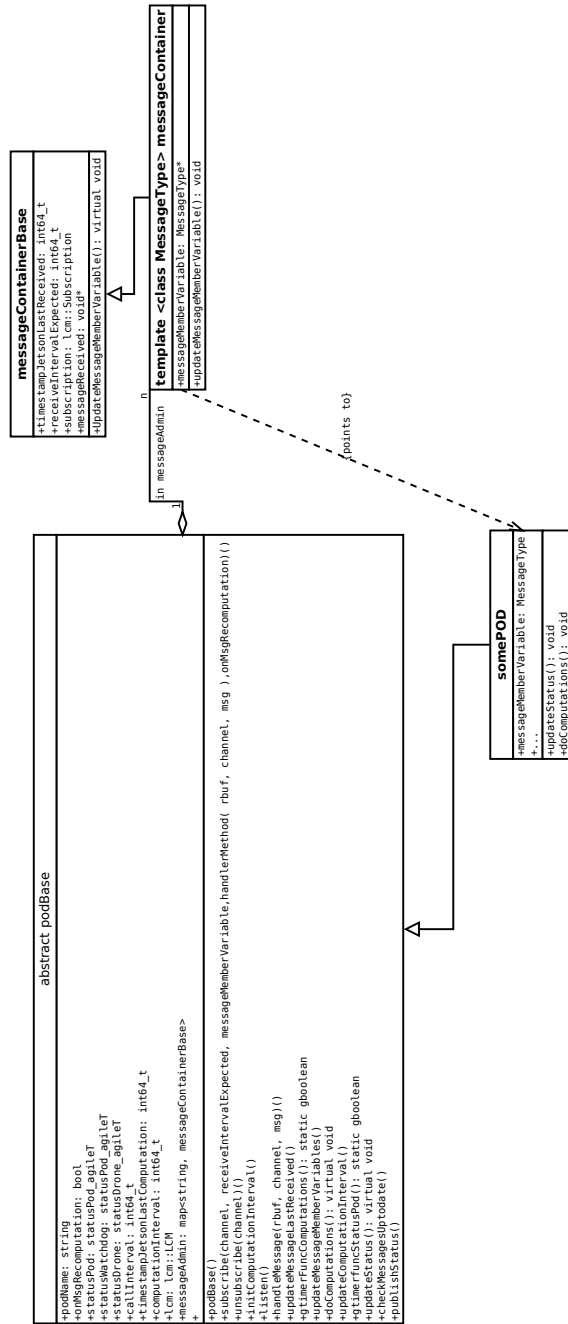 abstract podBase
+podName: string
+onMsgRecomputation: bool
+statusPod: statusPod_agileT
+statusWatchdog: statusPod_agileT
+statusDrone: statusDrone_agileT
+callInterval: int64_t
+timestampJetsonLastComputation: int64_t
+computationInterval: int64_t
+lcm: lcm::LCM
+messageAdmin: map<string, messageContainerBase>
+
+podBase()
+subscribe(channel, receiveIntervalExpected, messageMemberVariable,handlerMethod( rbuf, channel, msg ),onMsgRecomputation)()
+unsubscribe(channel)()
+initComputationInterval()
+listen()
+handleMessage(rbuf, channel, msg)()
+updateMessageLastReceived()
+gtimerFuncComputations(): static gboolean
+updateMessageMemberVariables()
+doComputations(): virtual void
+updateComputationInterval()
+gtimerfuncStatusPod(): static gboolean
+updateStatus(): virtual void
+checkMessagesUptodate()
+publishStatus()
messageContainerBase
+timestampJetsonLastReceived: int64_t
+receiveIntervalExpected: int64_t
+subscription: lcm::Subscription
+messageReceived: void*
+UpdateMessageMemberVariable(): virtual void
template <class MessageType> messageContainer
+messageMemberVariable: MessageType*
+updateMessageMemberVariable(): void
n
in messageAdmin
1
{points to}
somePOD
+messageMemberVariable: MessageType
+...
+updateStatus(): void
+doComputations(): void